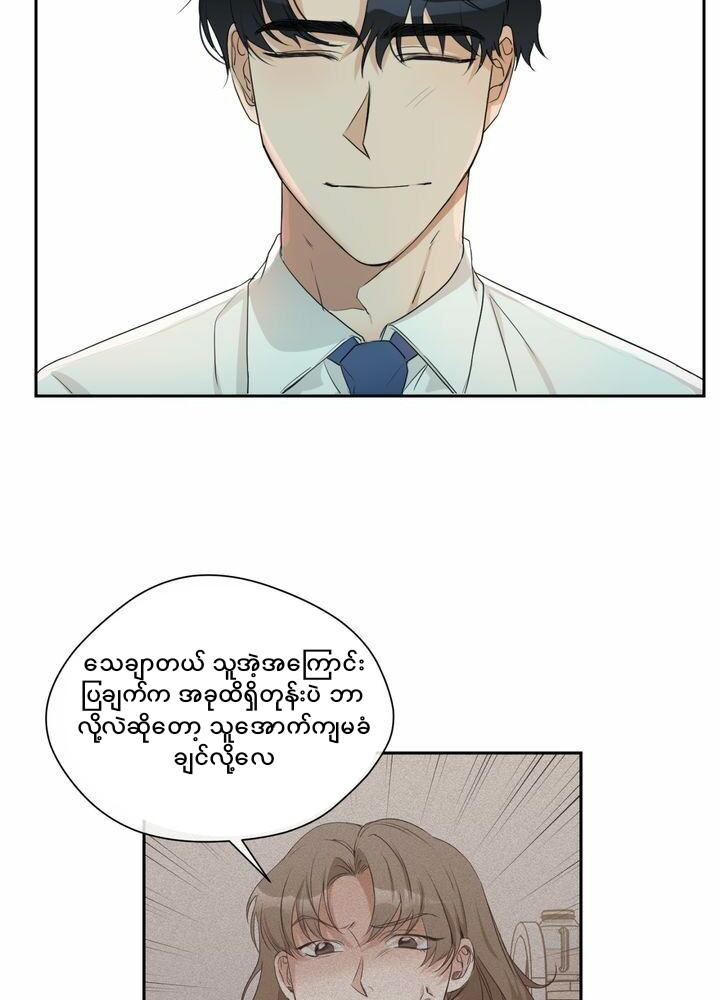 သေချာတယ် သူအဲ့အကြောင်း
ပြချက်က အခုထိရှိတုန်းပဲ ဘာ
လို့လဲဆိုတော့ သူအောက်ကျမခံ
ချင်လို့လေ